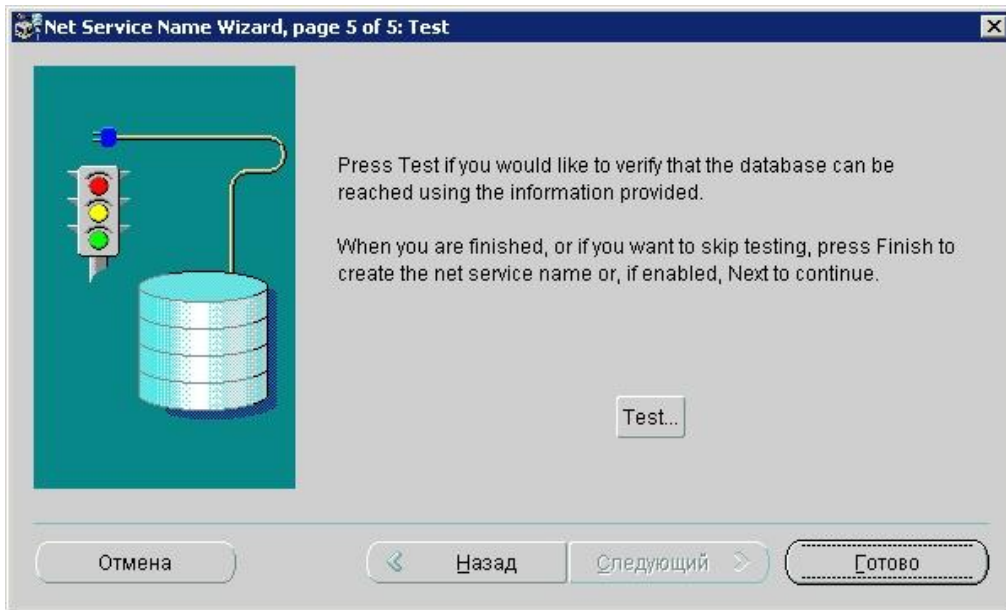 Net Service Name Wizard, page 5 of 5: Test
Press Test if you would like to verify that the database can be
reached using the information provided.
When you are finished, or if you want to skip testing, press Finish to
create the net service name or, if enabled, Next to continue.
Test...
Отмена
Назад
Следующий
Готово